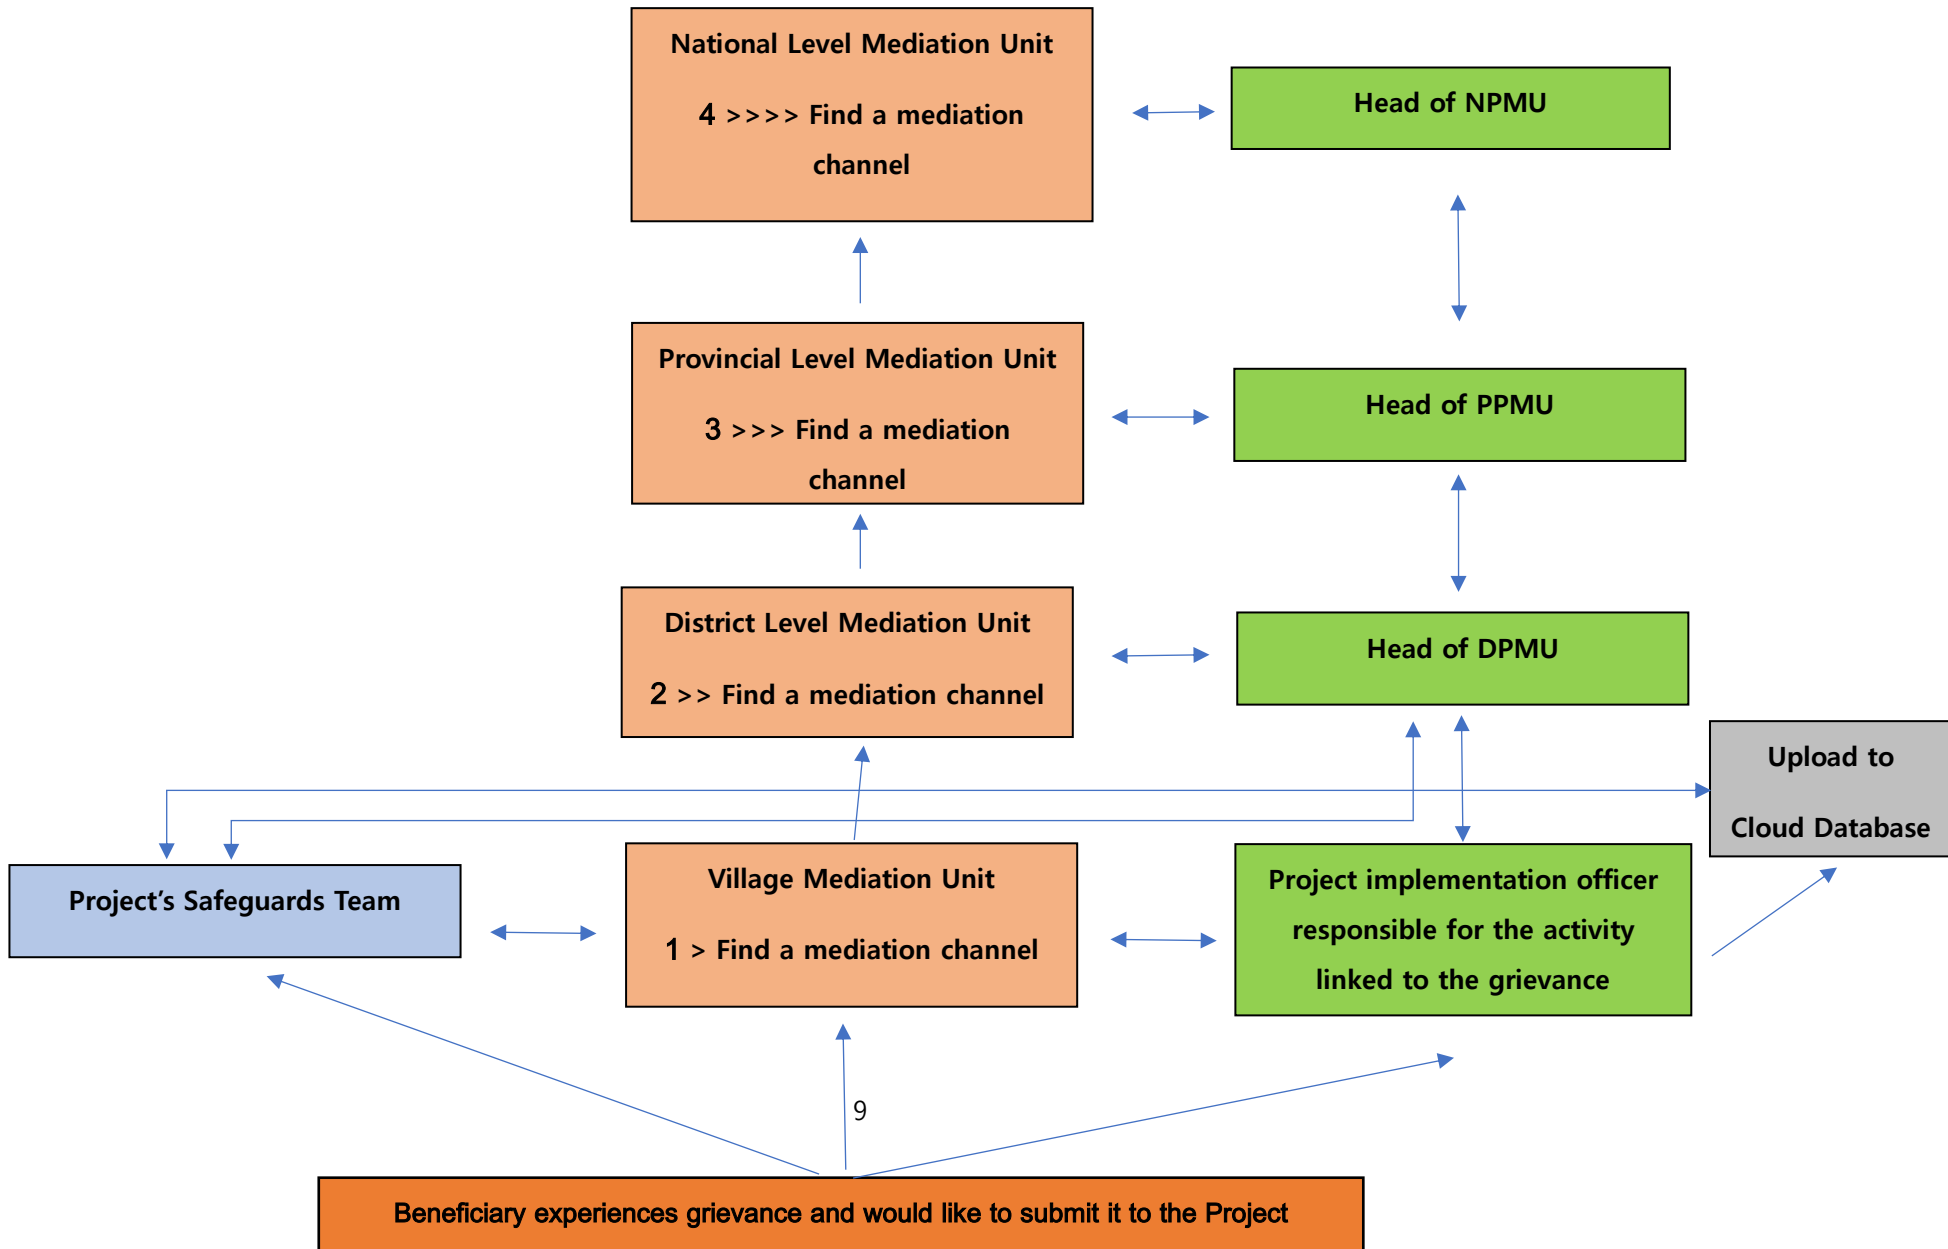 National Level Mediation Unit
4 >>>> Find a mediation
channel
Head of NPMU
Provincial Level Mediation Unit
3 >>> Find a mediation
channel
Head of PPMU
District Level Mediation Unit
2 >> Find a mediation channel
Head of DPMU
Upload to
Cloud Database
Project’s Safeguards Team
Village Mediation Unit
1 > Find a mediation channel
Project implementation officer
responsible for the activity
linked to the grievance
9
Beneficiary experiences grievance and would like to submit it to the Project